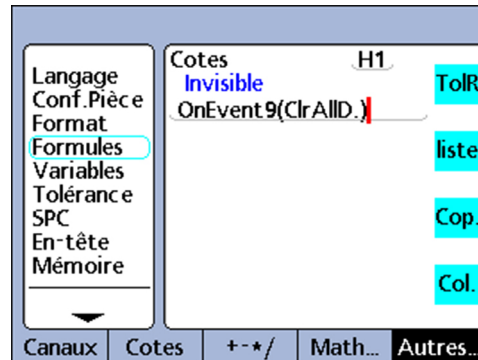 Langage
Conf.Pièce
Format
Formules
Variables
Tolérance
SPC
En-tête
Mémoire
Cotes H1
Invisible
OnEvent9(ClrAllD.)
TolR
liste
Cop.
Col.
Canaux Cotes +-*/ Math... Autres...